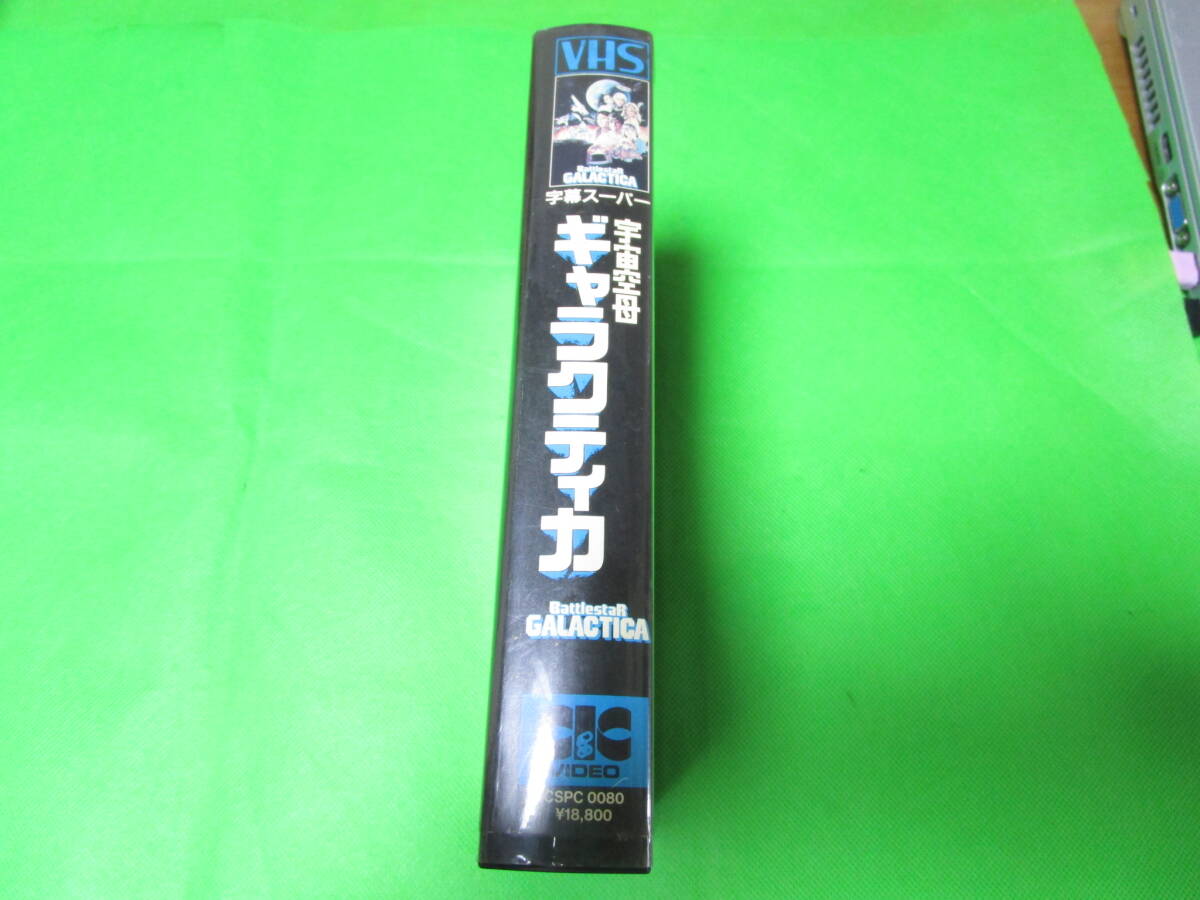 VHS
BattlestaR
GALACTICA
字幕スーパー
宇宙空母
ギャラクティカ
BattlestaR
GALACTICA
CIC
VIDEO
CSPC 0080
¥18,800